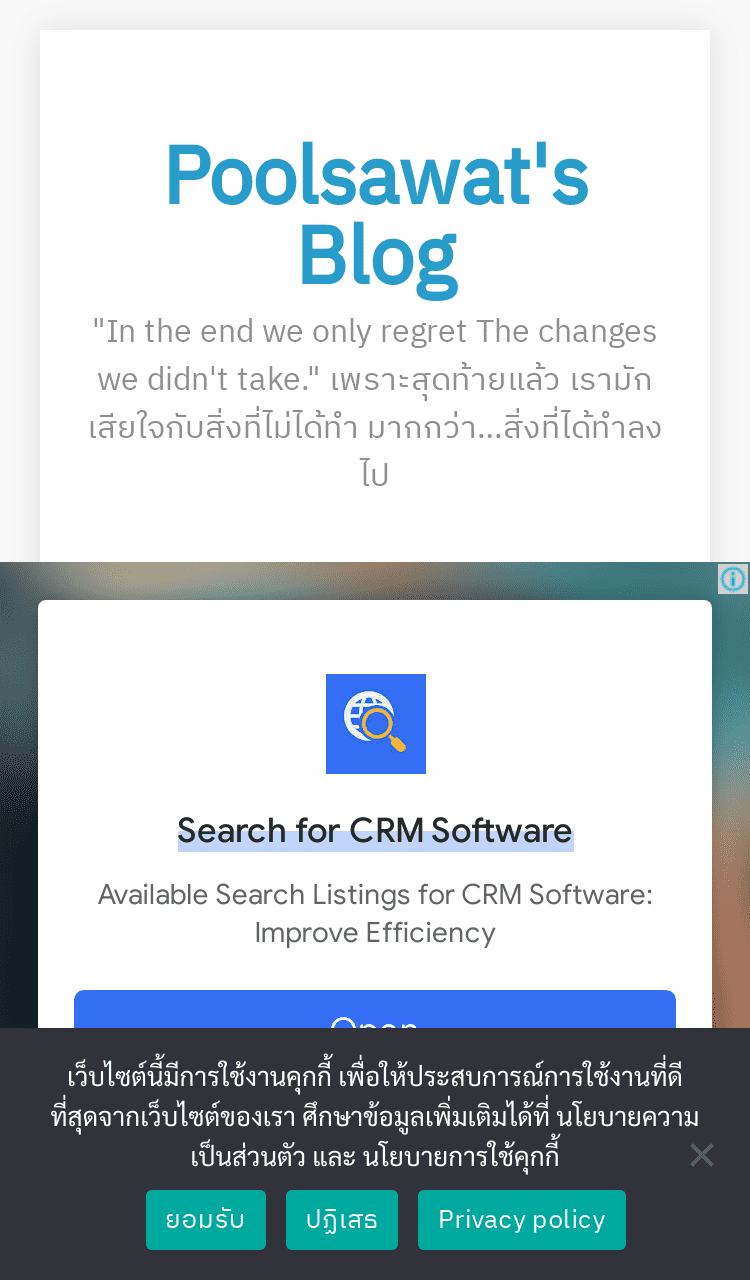 Poolsawat's
Blog
"In the end we only regret The changes
we didn't take." เพราะสุดท้ายแล้ว เรามัก
เสียใจกับสิ่งที่ไม่ได้ทำ มากกว่า...สิ่งที่ได้ทำลง
ไป
Search for CRM Software
Available Search Listings for CRM Software:
Improve Efficiency
Open
เว็บไซต์นี้มีการใช้งานคุกกี้ เพื่อให้ประสบการณ์การใช้งานที่ดี
ที่สุดจากเว็บไซต์ของเรา ศึกษาข้อมูลเพิ่มเติมได้ที่ นโยบายความ
เป็นส่วนตัว และ นโยบายการใช้คุกกี้
ยอมรับ
ปฏิเสธ
Privacy policy